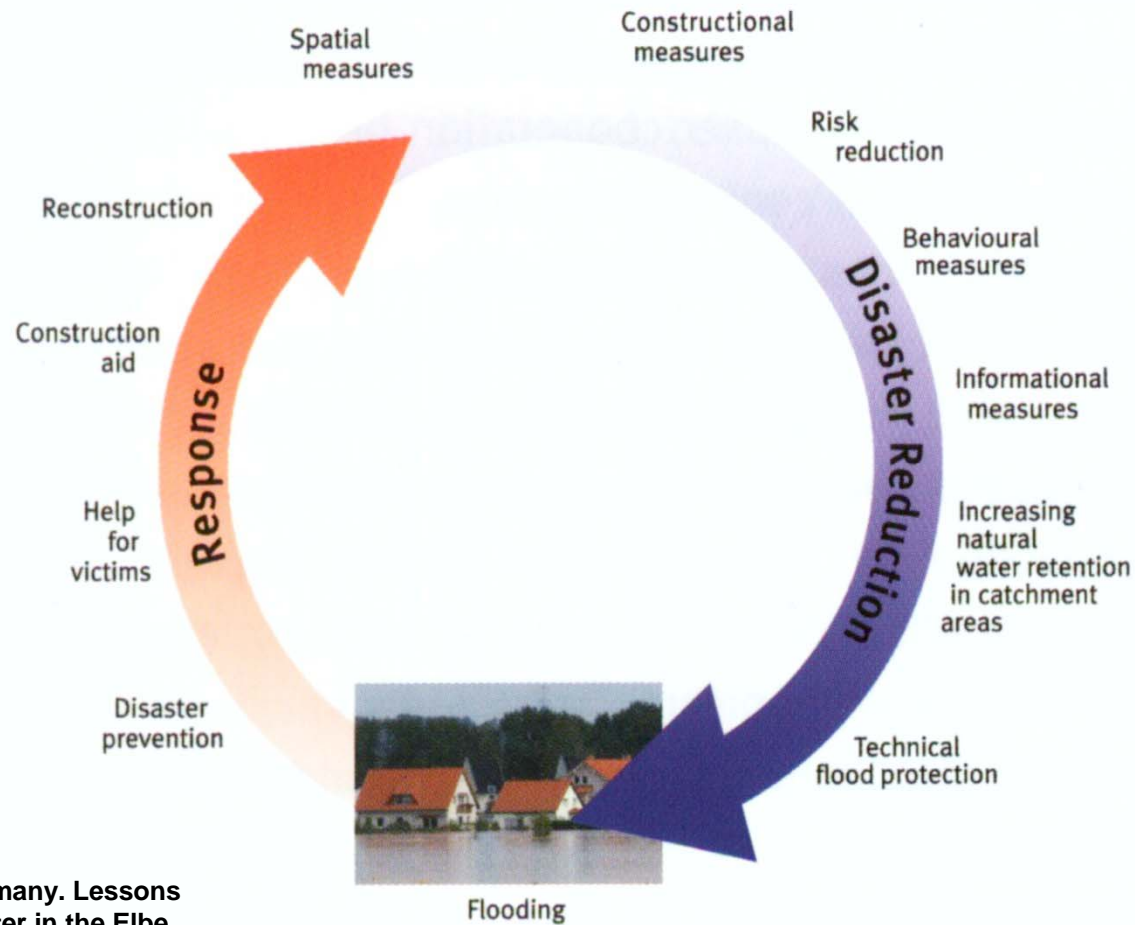 Spatial
measures
Constructional
measures
Risk
reduction
Behavioural
measures
Disaster Reduction
Informational
measures
Increasing
natural
water retention
in catchment
areas
Technical
flood protection
Flooding
Disaster
prevention
Help
for
victims
Response
Construction
aid
Reconstruction
many. Lessons
er in the Elbe